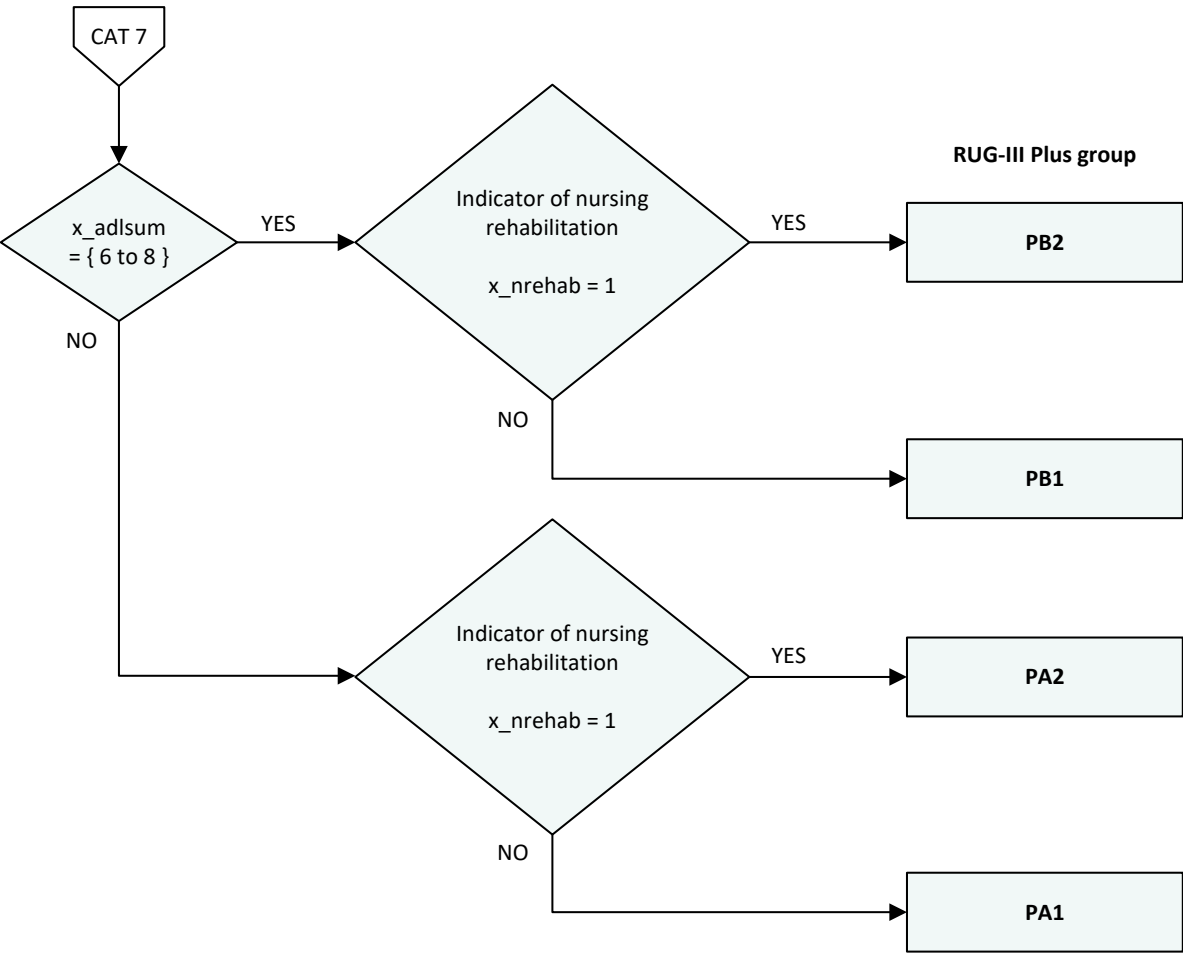 CAT 7
RUG-III Plus group
x_adlsum
= { 6 to 8 }
YES
NO
Indicator of nursing
rehabilitation
x_nrehab = 1
YES
PB2
NO
PB1
Indicator of nursing
rehabilitation
x_nrehab = 1
YES
PA2
NO
PA1